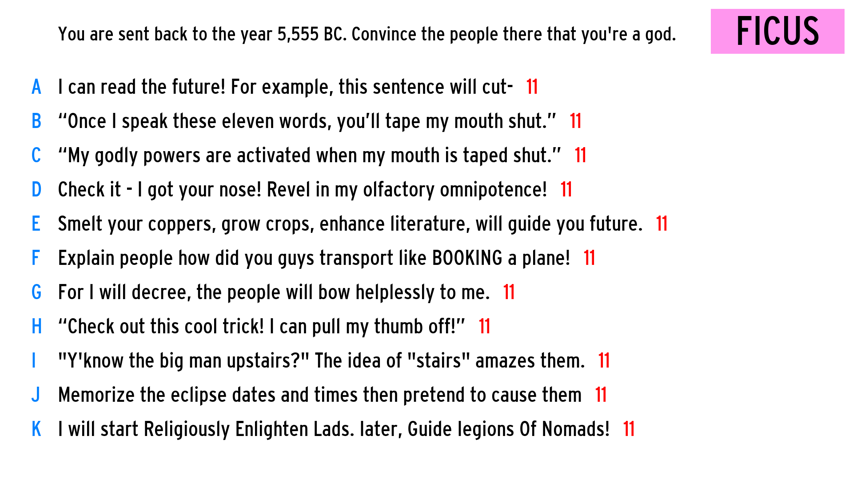 You are sent back to the year 5,555 BC. Convince the people there that you're a god.
FICUS
A I can read the future! For example, this sentence will cut- 11
B “Once I speak these eleven words, you’ll tape my mouth shut.” 11
C “My godly powers are activated when my mouth is taped shut.” 11
D Check it - I got your nose! Revel in my olfactory omnipotence! 11
E Smelt your coppers, grow crops, enhance literature, will guide you future. 11
F Explain people how did you guys transport like BOOKING a plane! 11
G For I will decree, the people will bow helplessly to me. 11
H “Check out this cool trick! I can pull my thumb off!” 11
I "Y'know the big man upstairs?" The idea of "stairs" amazes them. 11
J Memorize the eclipse dates and times then pretend to cause them 11
K I will start Religiously Enlighten Lads. later, Guide legions Of Nomads! 11